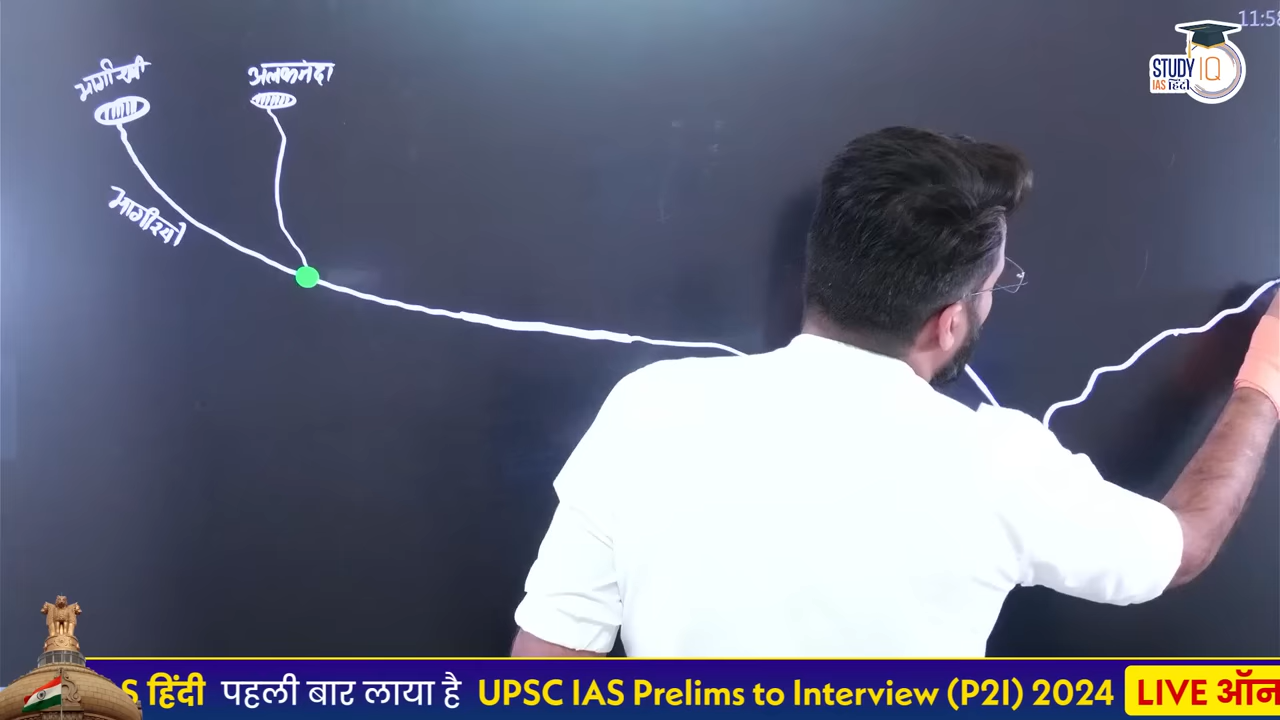 11:58
STUDY IQ
IAS हिंदी
भागीरथी
अलकनंदा
भागीरथी
S हिंदी पहली बार लाया है UPSC IAS Prelims to Interview (P2I) 2024 LIVE ऑन